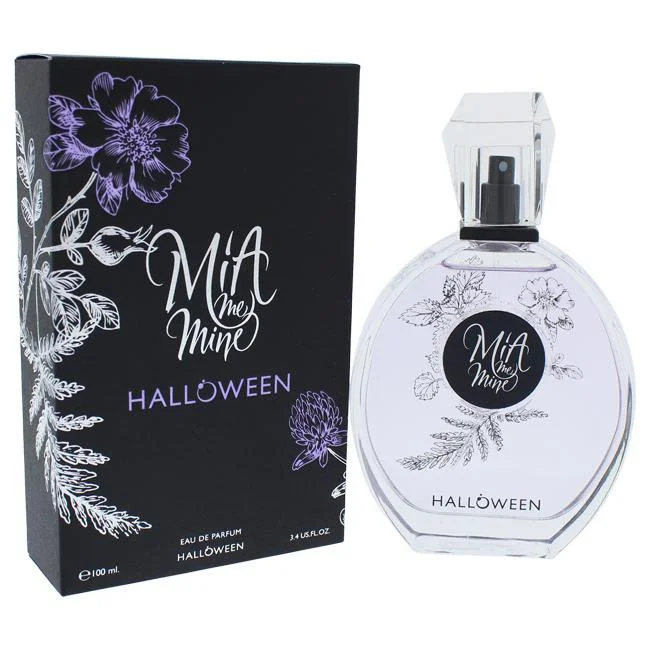 MiA
me
Mine
HALLOWEEN
EAU DE PARFUM
HALLOWEEN
3.4 US.FL.OZ.
℮100 ml.
MiA
me
Mine
HALLOWEEN